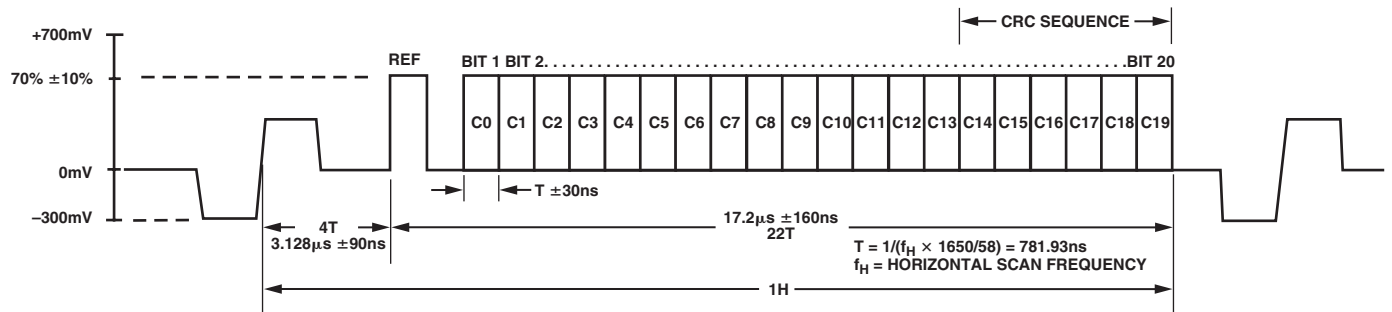 CRC SEQUENCE
+700mV
REF
BIT 1 BIT 2. . . . . . . . . . . . . . . . . . . . . . . . . . . . . . . . . . . . . . . . . . . . . . . . . . . . . . . . . . . . . . . . . . . . . . . . .BIT 20
70% ±10%
C0 C1 C2 C3 C4 C5 C6 C7 C8 C9 C10 C11 C12 C13 C14 C15 C16 C17 C18 C19
0mV
T ±30ns
–300mV
4T
3.128µs ±90ns
17.2µs ±160ns
22T
T = 1/(fH × 1650/58) = 781.93ns
fH = HORIZONTAL SCAN FREQUENCY
1H